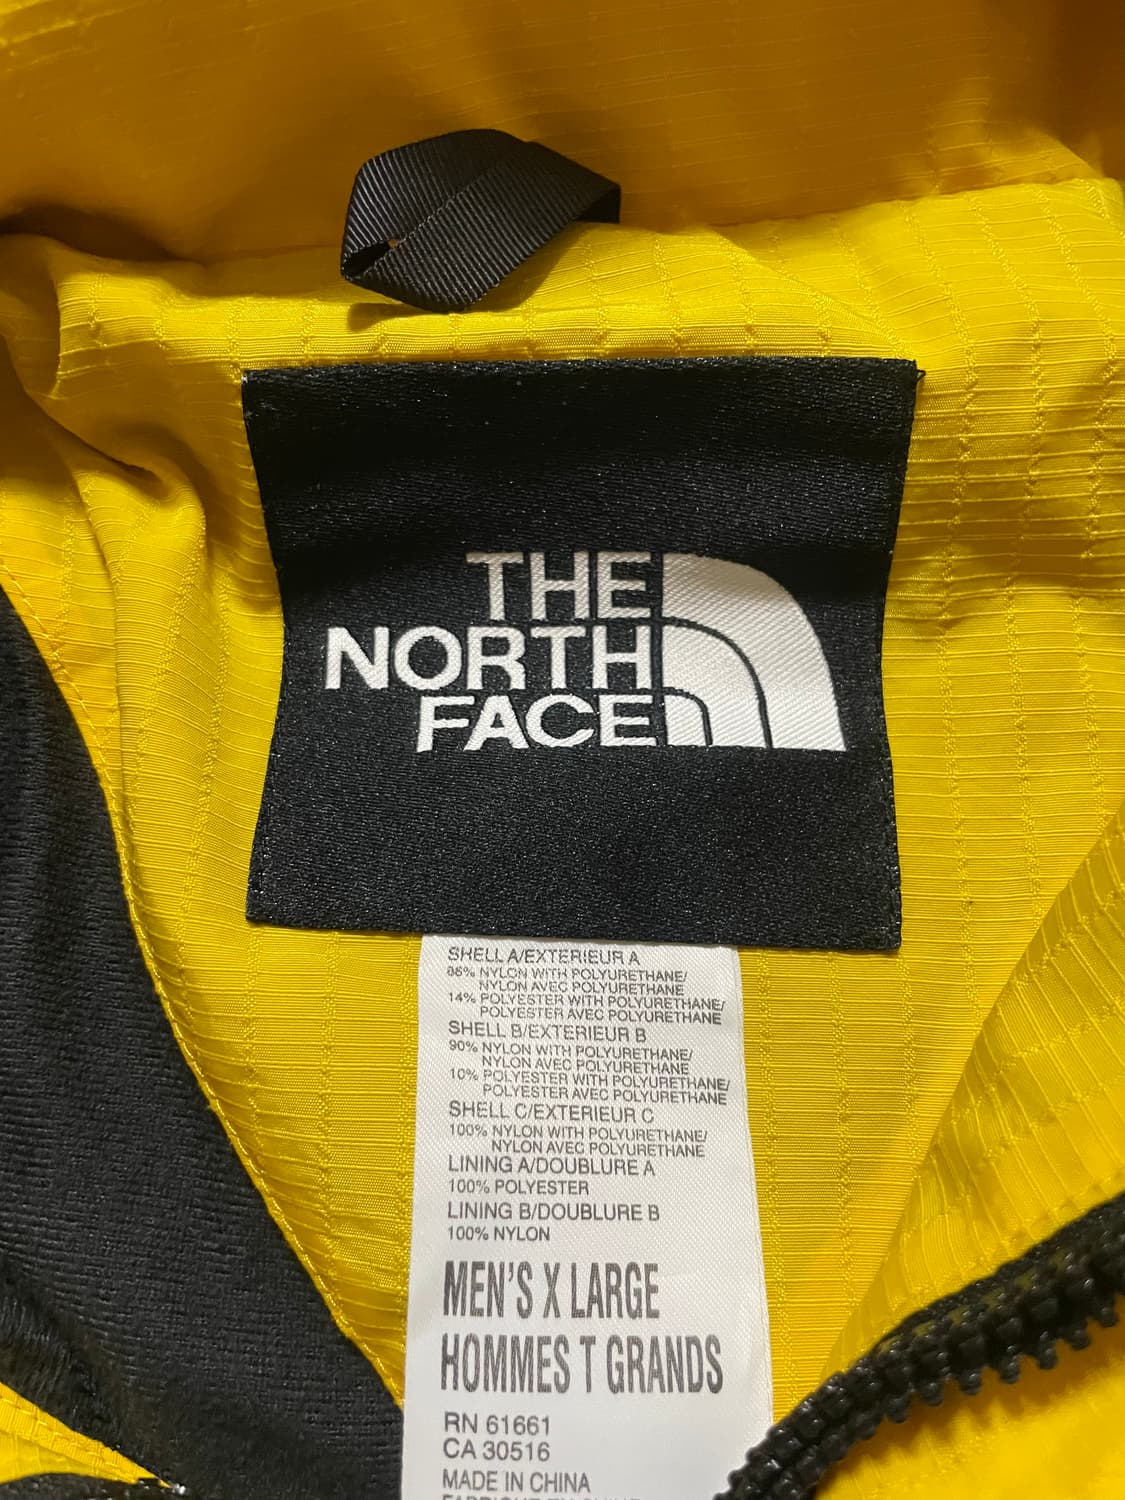 THE
NORTH
FACE
SHELL A/EXTERIEUR A
86% NYLON WITH POLYURETHANE/
NYLON AVEC POLYURETHANE
14% POLYESTER WITH POLYURETHANE/
POLYESTER AVEC POLYURETHANE
SHELL B/EXTERIEUR B
90% NYLON WITH POLYURETHANE/
NYLON AVEC POLYURETHANE
10% POLYESTER WITH POLYURETHANE/
POLYESTER AVEC POLYURETHANE
SHELL C/EXTERIEUR C
100% NYLON WITH POLYURETHANE/
NYLON AVEC POLYURETHANE
LINING A/DOUBLURE A
100% POLYESTER
LINING B/DOUBLURE B
100% NYLON
MEN'S X LARGE
HOMMES T GRANDS
RN 61661
CA 30516
MADE IN CHINA